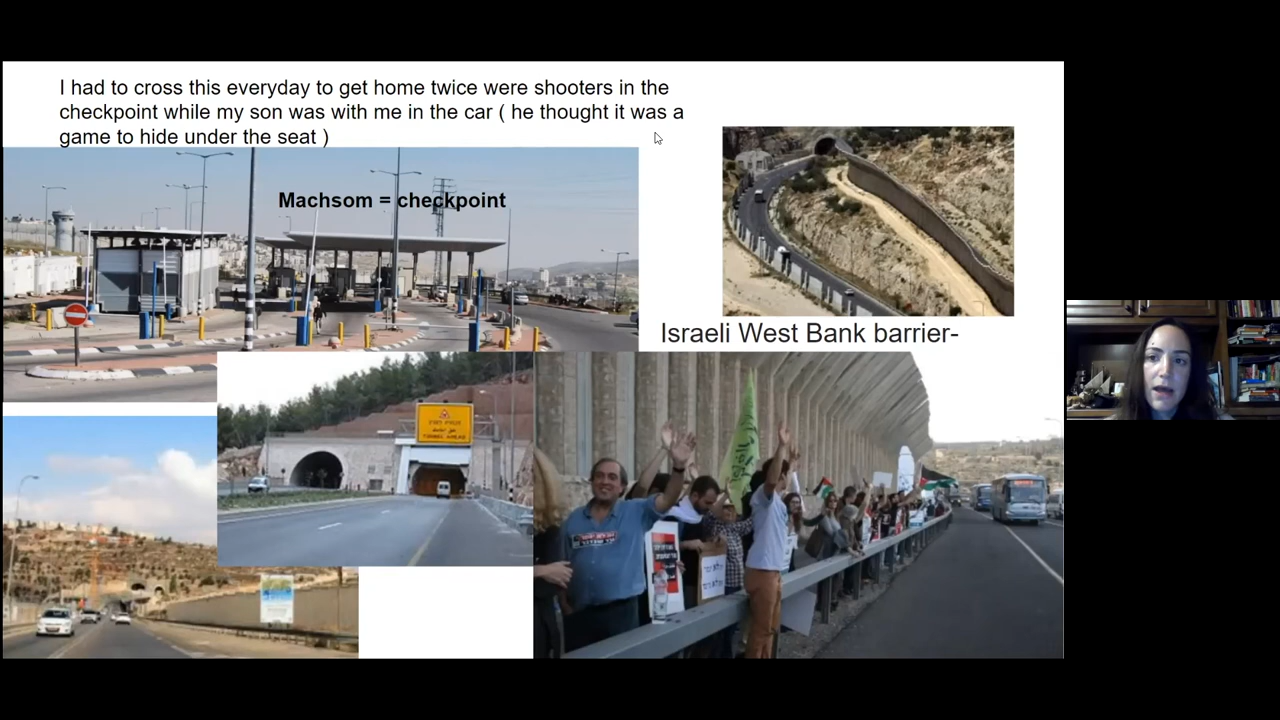 I had to cross this everyday to get home twice were shooters in the
checkpoint while my son was with me in the car ( he thought it was a
game to hide under the seat )
Machsom = checkpoint
Israeli West Bank barrier-
TUNNEL AHEAD